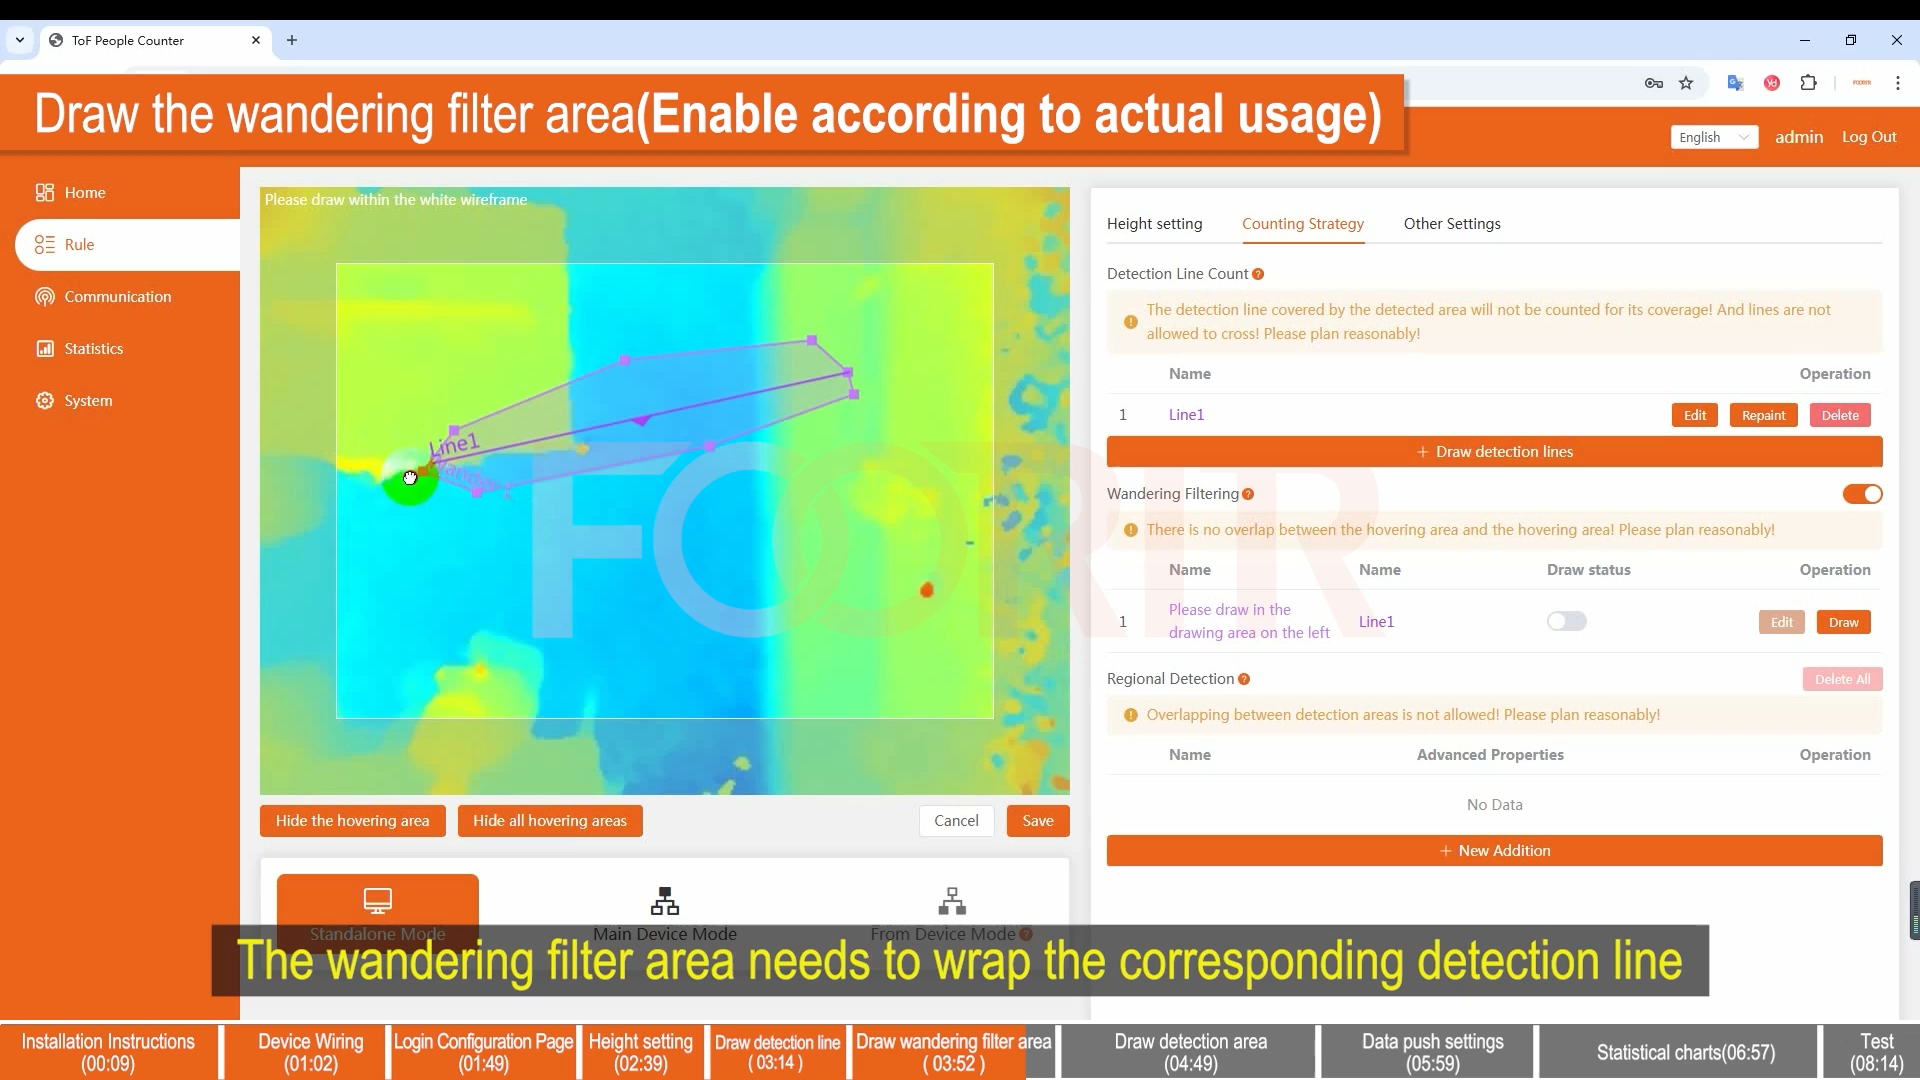 ToF People Counter
Draw the wandering filter area(Enable according to actual usage)
English
admin
Log Out
Home
Rule
Communication
Statistics
System
Please draw within the white wireframe
Line1
Hide the hovering area
Hide all hovering areas
Cancel
Save
Standalone Mode
Main Device Mode
From Device Mode
Height setting
Counting Strategy
Other Settings
Detection Line Count
The detection line covered by the detected area will not be counted for its coverage! And lines are not
allowed to cross! Please plan reasonably!
Name
Operation
1
Line1
Edit
Repaint
Delete
+ Draw detection lines
Wandering Filtering
There is no overlap between the hovering area and the hovering area! Please plan reasonably!
Name
Name
Draw status
Operation
1
Please draw in the
drawing area on the left
Line1
Edit
Draw
Regional Detection
Delete All
Overlapping between detection areas is not allowed! Please plan reasonably!
Name
Advanced Properties
Operation
No Data
+ New Addition
FOORIR
The wandering filter area needs to wrap the corresponding detection line
Installation Instructions
(00:09)
Device Wiring
(01:02)
Login Configuration Page
(01:49)
Height setting
(02:39)
Draw detection line
( 03:14 )
Draw wandering filter area
( 03:52 )
Draw detection area
(04:49)
Data push settings
(05:59)
Statistical charts(06:57)
Test
(08:14)